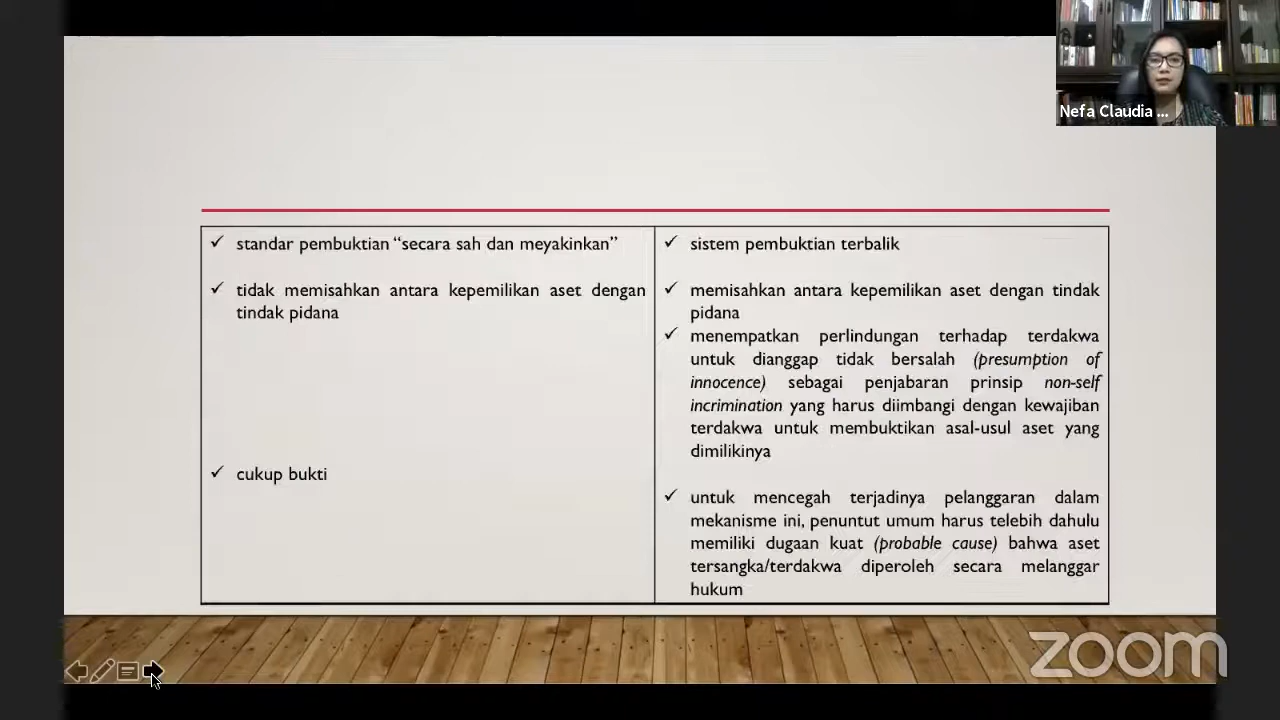 Nefa Claudia ...
✓ standar pembuktian “secara sah dan meyakinkan”
✓ tidak memisahkan antara kepemilikan aset dengan
tindak pidana
✓ cukup bukti
✓ sistem pembuktian terbalik
✓ memisahkan antara kepemilikan aset dengan tindak
pidana
✓ menempatkan perlindungan terhadap terdakwa
untuk dianggap tidak bersalah (presumption of
innocence) sebagai penjabaran prinsip non-self
incrimination yang harus diimbangi dengan kewajiban
terdakwa untuk membuktikan asal-usul aset yang
dimilikinya
✓ untuk mencegah terjadinya pelanggaran dalam
mekanisme ini, penuntut umum harus telebih dahulu
memiliki dugaan kuat (probable cause) bahwa aset
tersangka/terdakwa diperoleh secara melanggar
hukum
zoom